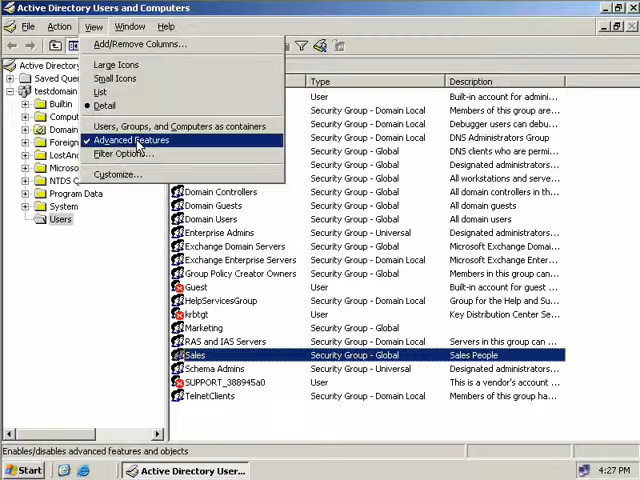 Active Directory Users and Computers
File Action View Window Help
Add/Remove Columns...
Large Icons
Small Icons
List
Detail
Users, Groups, and Computers as containers
Advanced Features
Filter Options...
Customize...
Active Directory
Saved Que
testdomain
Builtin
Comput
Domain
Foreign
LostAnd
Microso
NTDS Q
Program Data
System
Users
Type Description
User Built-in account for admini...
Security Group - Domain Local
Security Group - Domain Local Debugger users can debu...
Security Group - Domain Local DNS Administrators Group
Security Group - Global DNS clients who are permi...
Security Group - Global Designated administrators...
Security Group - Global All workstations and serve...
Domain Controllers Security Group - Global All domain controllers in t...
Domain Guests Security Group - Global All domain guests
Domain Users Security Group - Global All domain users
Enterprise Admins Security Group - Universal Designated administrators...
Exchange Domain Servers Security Group - Global Microsoft Exchange Domai...
Exchange Enterprise Servers Security Group - Domain Local Microsoft Exchange Enterp...
Group Policy Creator Owners Security Group - Global Members in this group can...
Guest User Built-in account for guest ...
HelpServicesGroup Security Group - Domain Local Group for the Help and Su...
krbtgt User Key Distribution Center Se...
Marketing Security Group - Global
RAS and IAS Servers Security Group - Domain Local Servers in this group can ...
Sales Security Group - Global Sales People
Schema Admins Security Group - Universal Designated administrators...
SUPPORT_388945a0 User This is a vendor's account ...
TelnetClients Security Group - Domain Local Members of this group ha...
Enables/disables advanced features and objects
Start Active Directory User... 4:27 PM